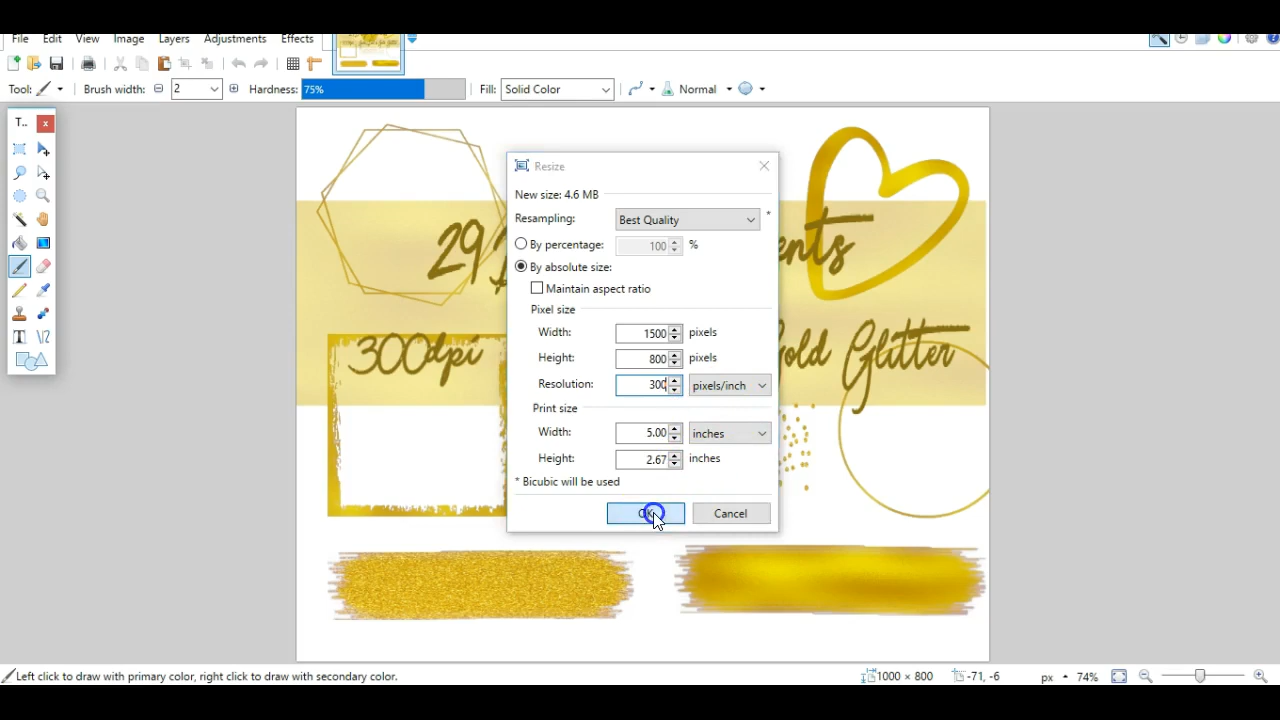 File Edit View Image Layers Adjustments Effects
Tool: Brush width: 2 Hardness: 75% Fill: Solid Color Normal
T..
Resize
New size: 4.6 MB
Resampling: Best Quality *
By percentage: 100 %
By absolute size:
Maintain aspect ratio
Pixel size
Width: 1500 pixels
Height: 800 pixels
Resolution: 300 pixels/inch
Print size
Width: 5.00 inches
Height: 2.67 inches
* Bicubic will be used
OK Cancel
300dpi Glitter
Left click to draw with primary color, right click to draw with secondary color. 1000 × 800 -71, -6 px 74%